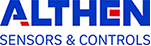 ALTHEN
SENSORS & CONTROLS